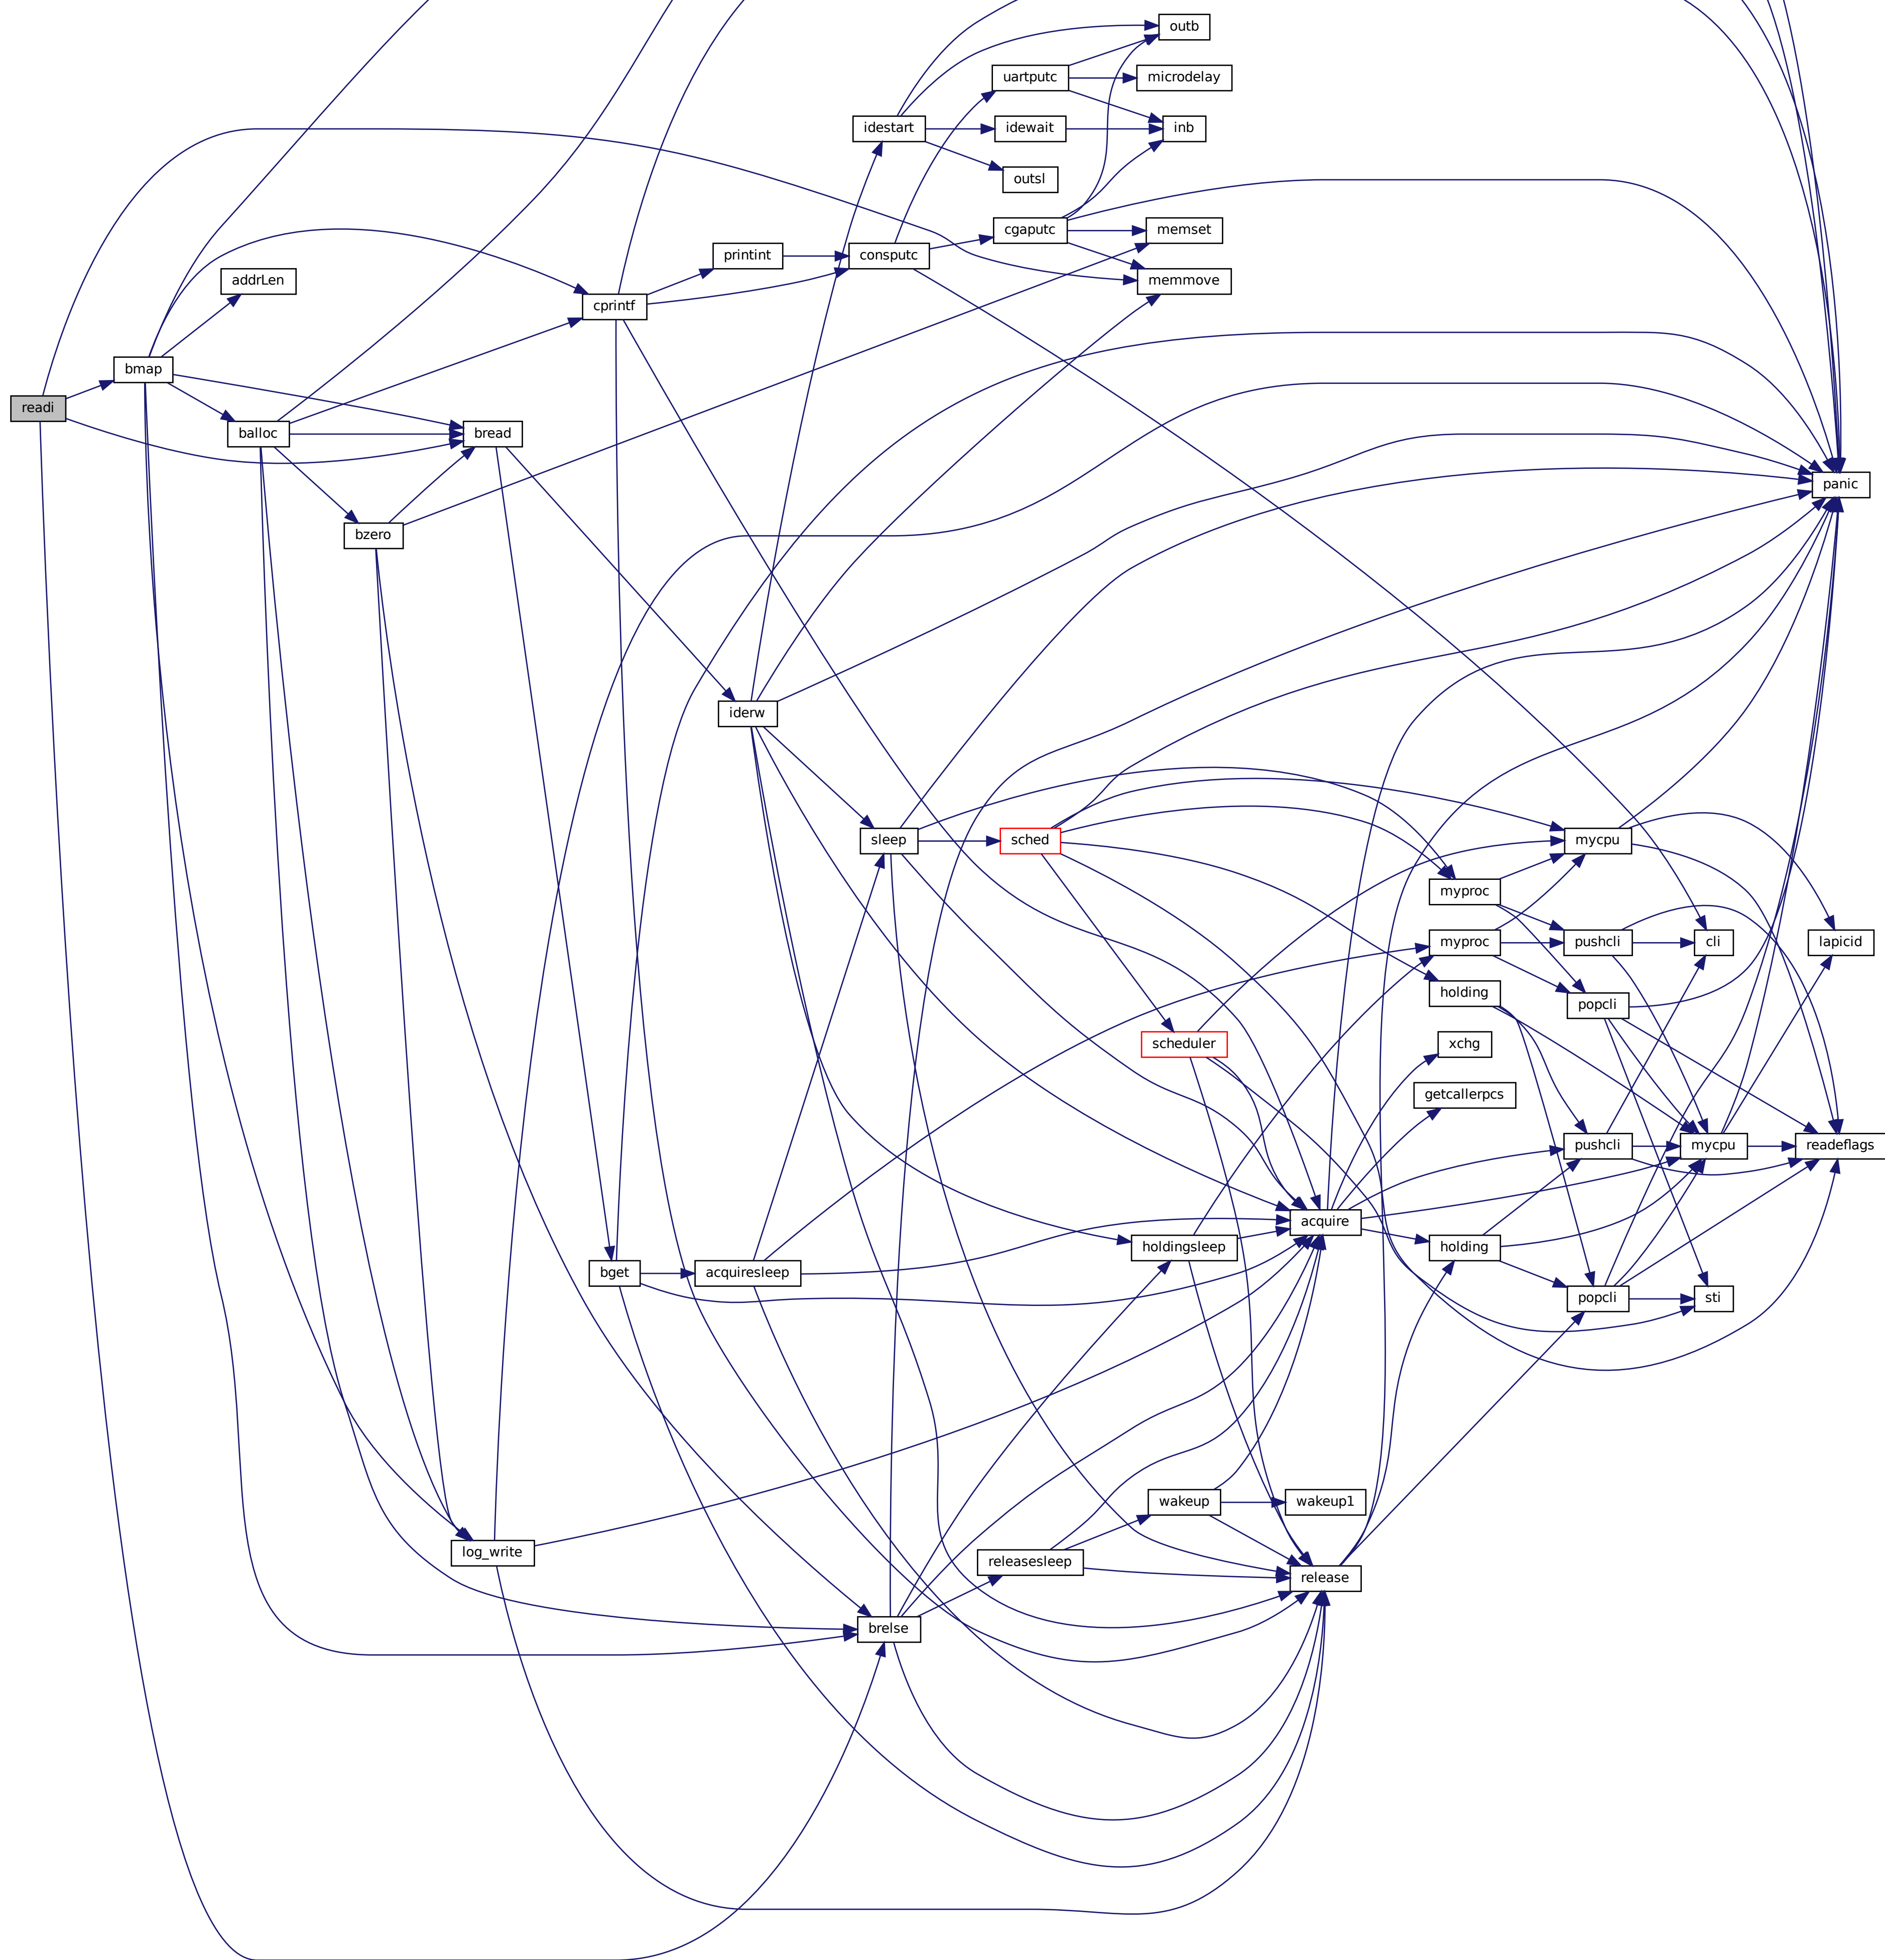 outb
uartputc
microdelay
idestart
idewait
inb
outsl
cgaputc
memset
printint
consputc
addrLen
memmove
cprintf
bmap
readi
balloc
bread
panic
bzero
iderw
sleep
sched
mycpu
myproc
myproc
pushcli
cli
lapicid
holding
popcli
scheduler
xchg
getcallerpcs
pushcli
mycpu
readeflags
acquire
holdingsleep
holding
bget
acquiresleep
popcli
sti
wakeup
wakeup1
log_write
releasesleep
release
brelse